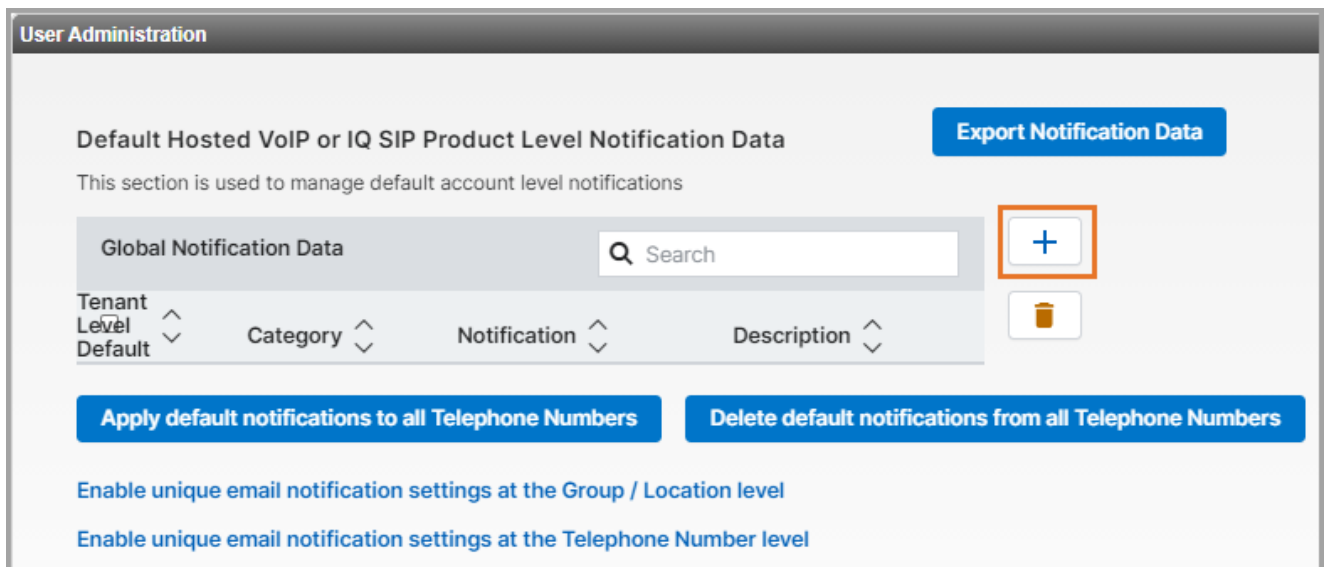 User Administration
Default Hosted VoIP or IQ SIP Product Level Notification Data
Export Notification Data
This section is used to manage default account level notifications
Global Notification Data
Search
Tenant
Level
Default
Category
Notification
Description
Apply default notifications to all Telephone Numbers
Delete default notifications from all Telephone Numbers
Enable unique email notification settings at the Group / Location level
Enable unique email notification settings at the Telephone Number level